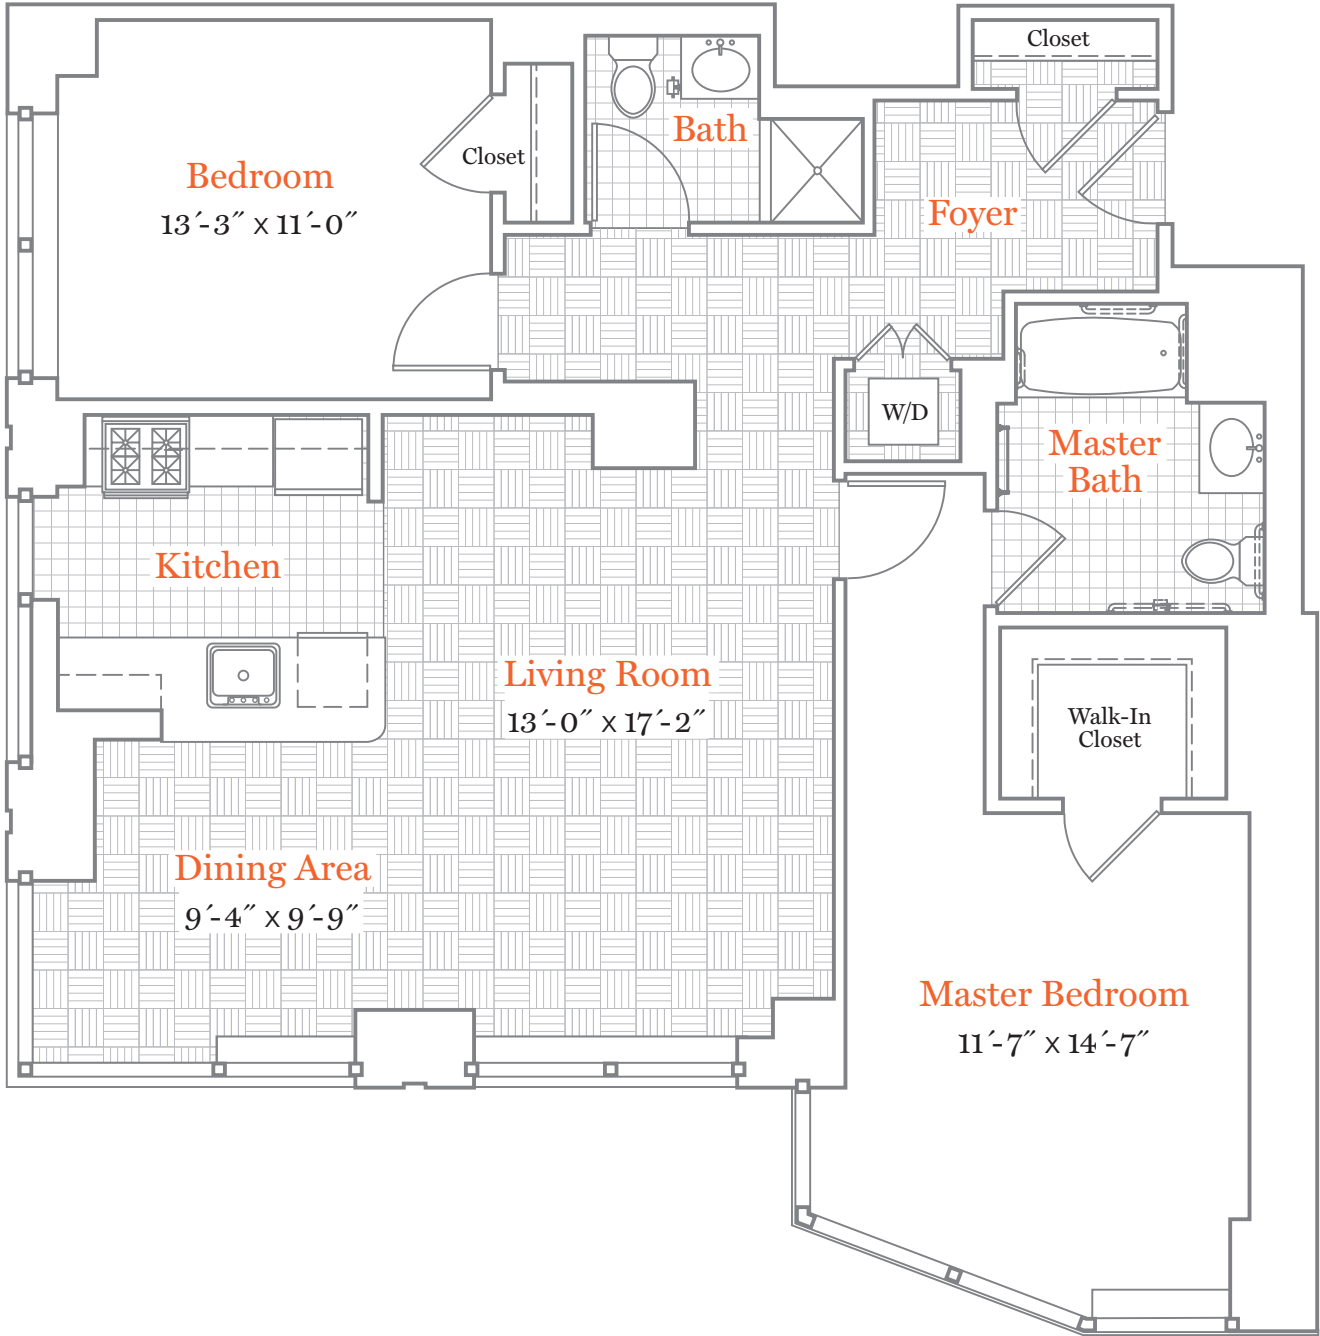 Closet
Bath
Closet
Bedroom
13´-3˝ x 11´-0˝
Foyer
W/D
Master
Bath
Kitchen
Living Room
13´-0˝ x 17´-2˝
Walk-In
Closet
Dining Area
9´-4˝ x 9´-9˝
Master Bedroom
11´-7˝ x 14´-7˝